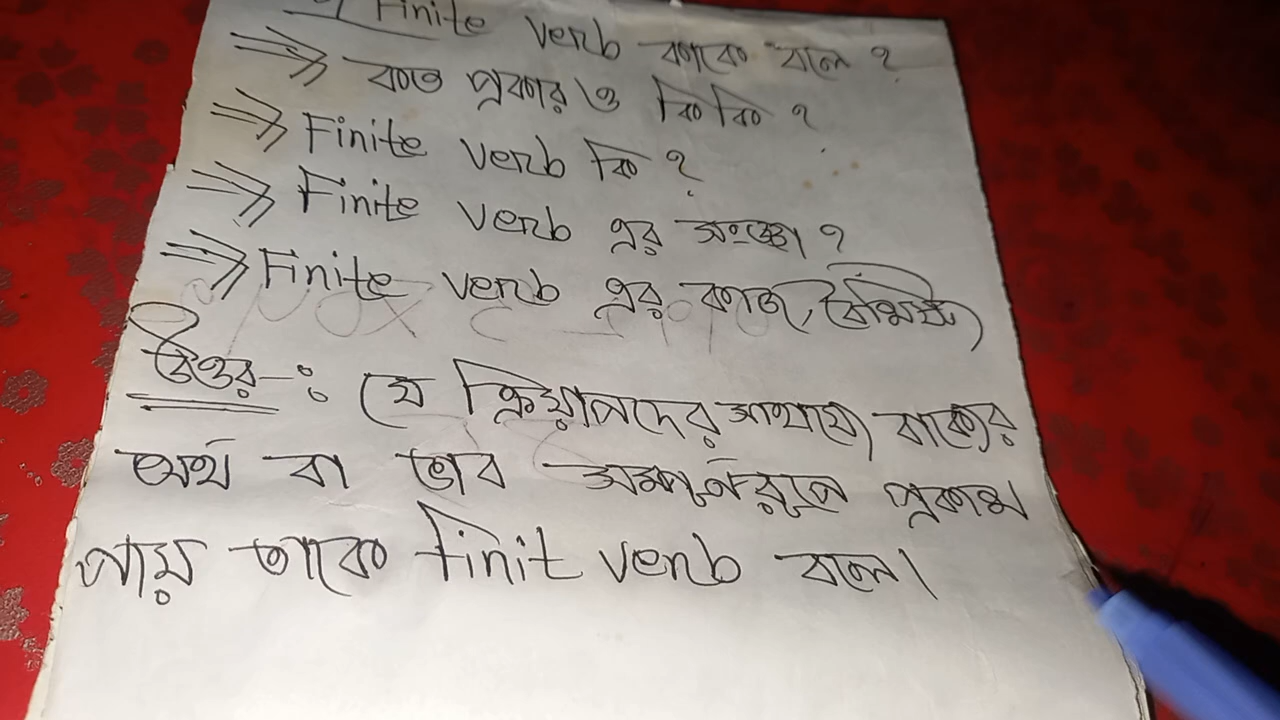 Finite verb কাকে বলে ?
⇒ কত প্রকার ও কি কি ?
⇒ Finite verb কি ?
⇒ Finite verb এর সংজ্ঞা ?
⇒ Finite verb এর কাজ, বৈশিষ্ট্য
উত্তর-: যে ক্রিয়াপদের সাহায্যে বাক্যের
অর্থ বা ভাব সম্পূর্নরূপে প্রকাশ
পায় তাকে finit verb বলে।